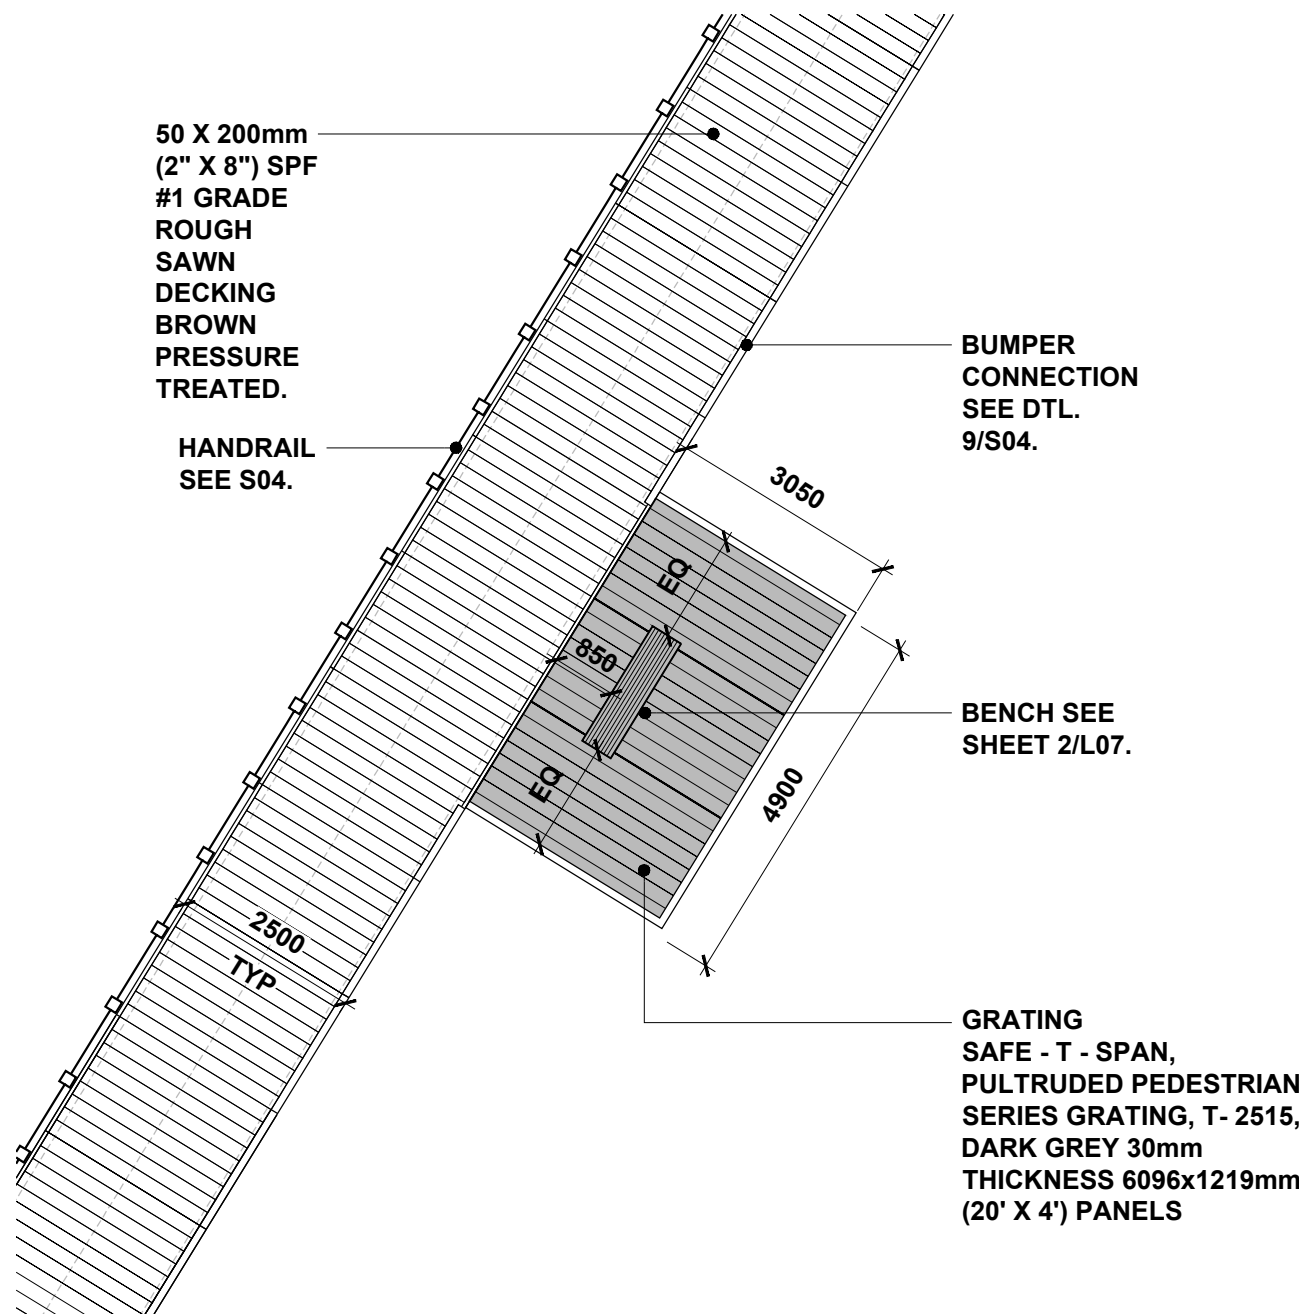 50 X 200mm
(2" X 8") SPF
#1 GRADE
ROUGH
SAWN
DECKING
BROWN
PRESSURE
TREATED.
HANDRAIL
SEE S04.
BUMPER
CONNECTION
SEE DTL.
9/S04.
3050
EQ
850
BENCH SEE
SHEET 2/L07.
EQ
4900
2500
TYP
GRATING
SAFE - T - SPAN,
PULTRUDED PEDESTRIAN
SERIES GRATING, T- 2515,
DARK GREY 30mm
THICKNESS 6096x1219mm
(20' X 4') PANELS